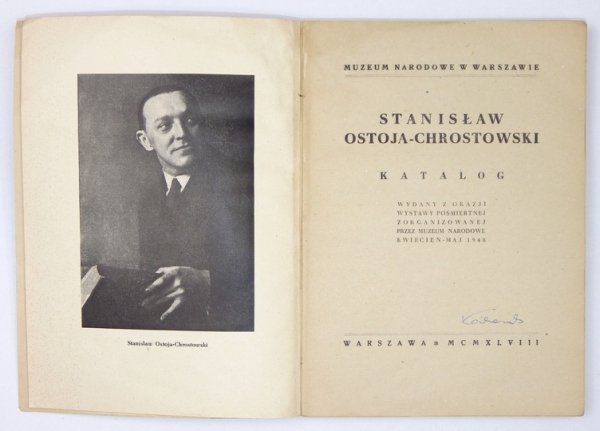 Stanisław Ostoja-Chrostowski
MUZEUM NARODOWE W WARSZAWIE
STANISŁAW
OSTOJA-CHROSTOWSKI
KATALOG
WYDANY Z OKAZJI
WYSTAWY POŚMIERTNEJ
ZORGANIZOWANEJ
PRZEZ MUZEUM NARODOWE
KWIECIEŃ-MAJ 1948
WARSZAWA MCMXLVIII